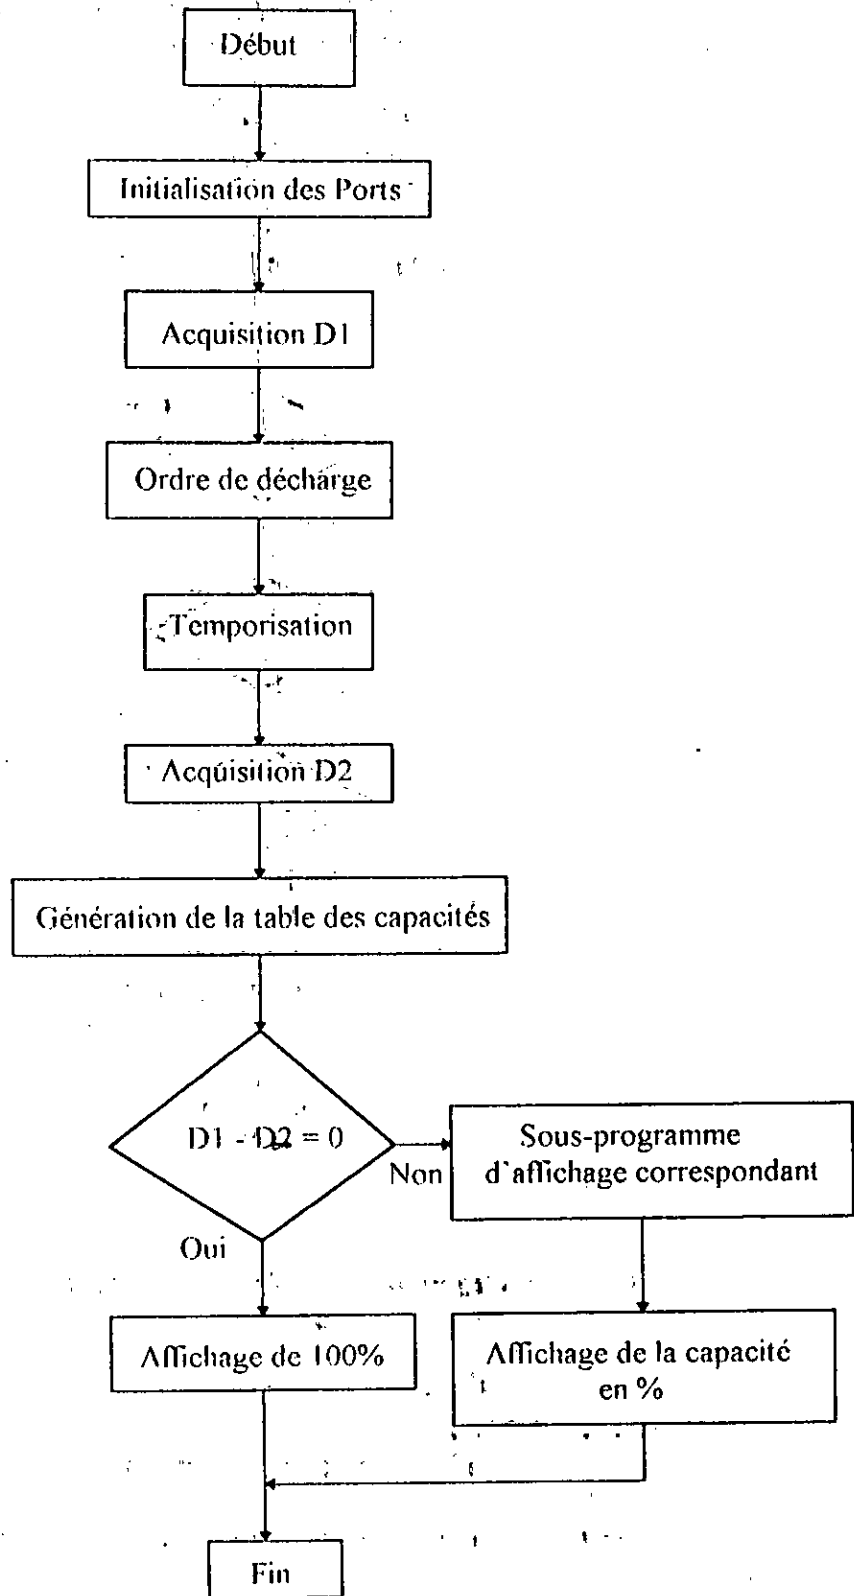 Début
Initialisation des Ports
Acquisition D1
Ordre de décharge
Temporisation
Acquisition D2
Génération de la table des capacités
D1 - D2 = 0
Non
Sous-programme
d'affichage correspondant
Oui
Affichage de 100%
Affichage de la capacité
en %
Fin